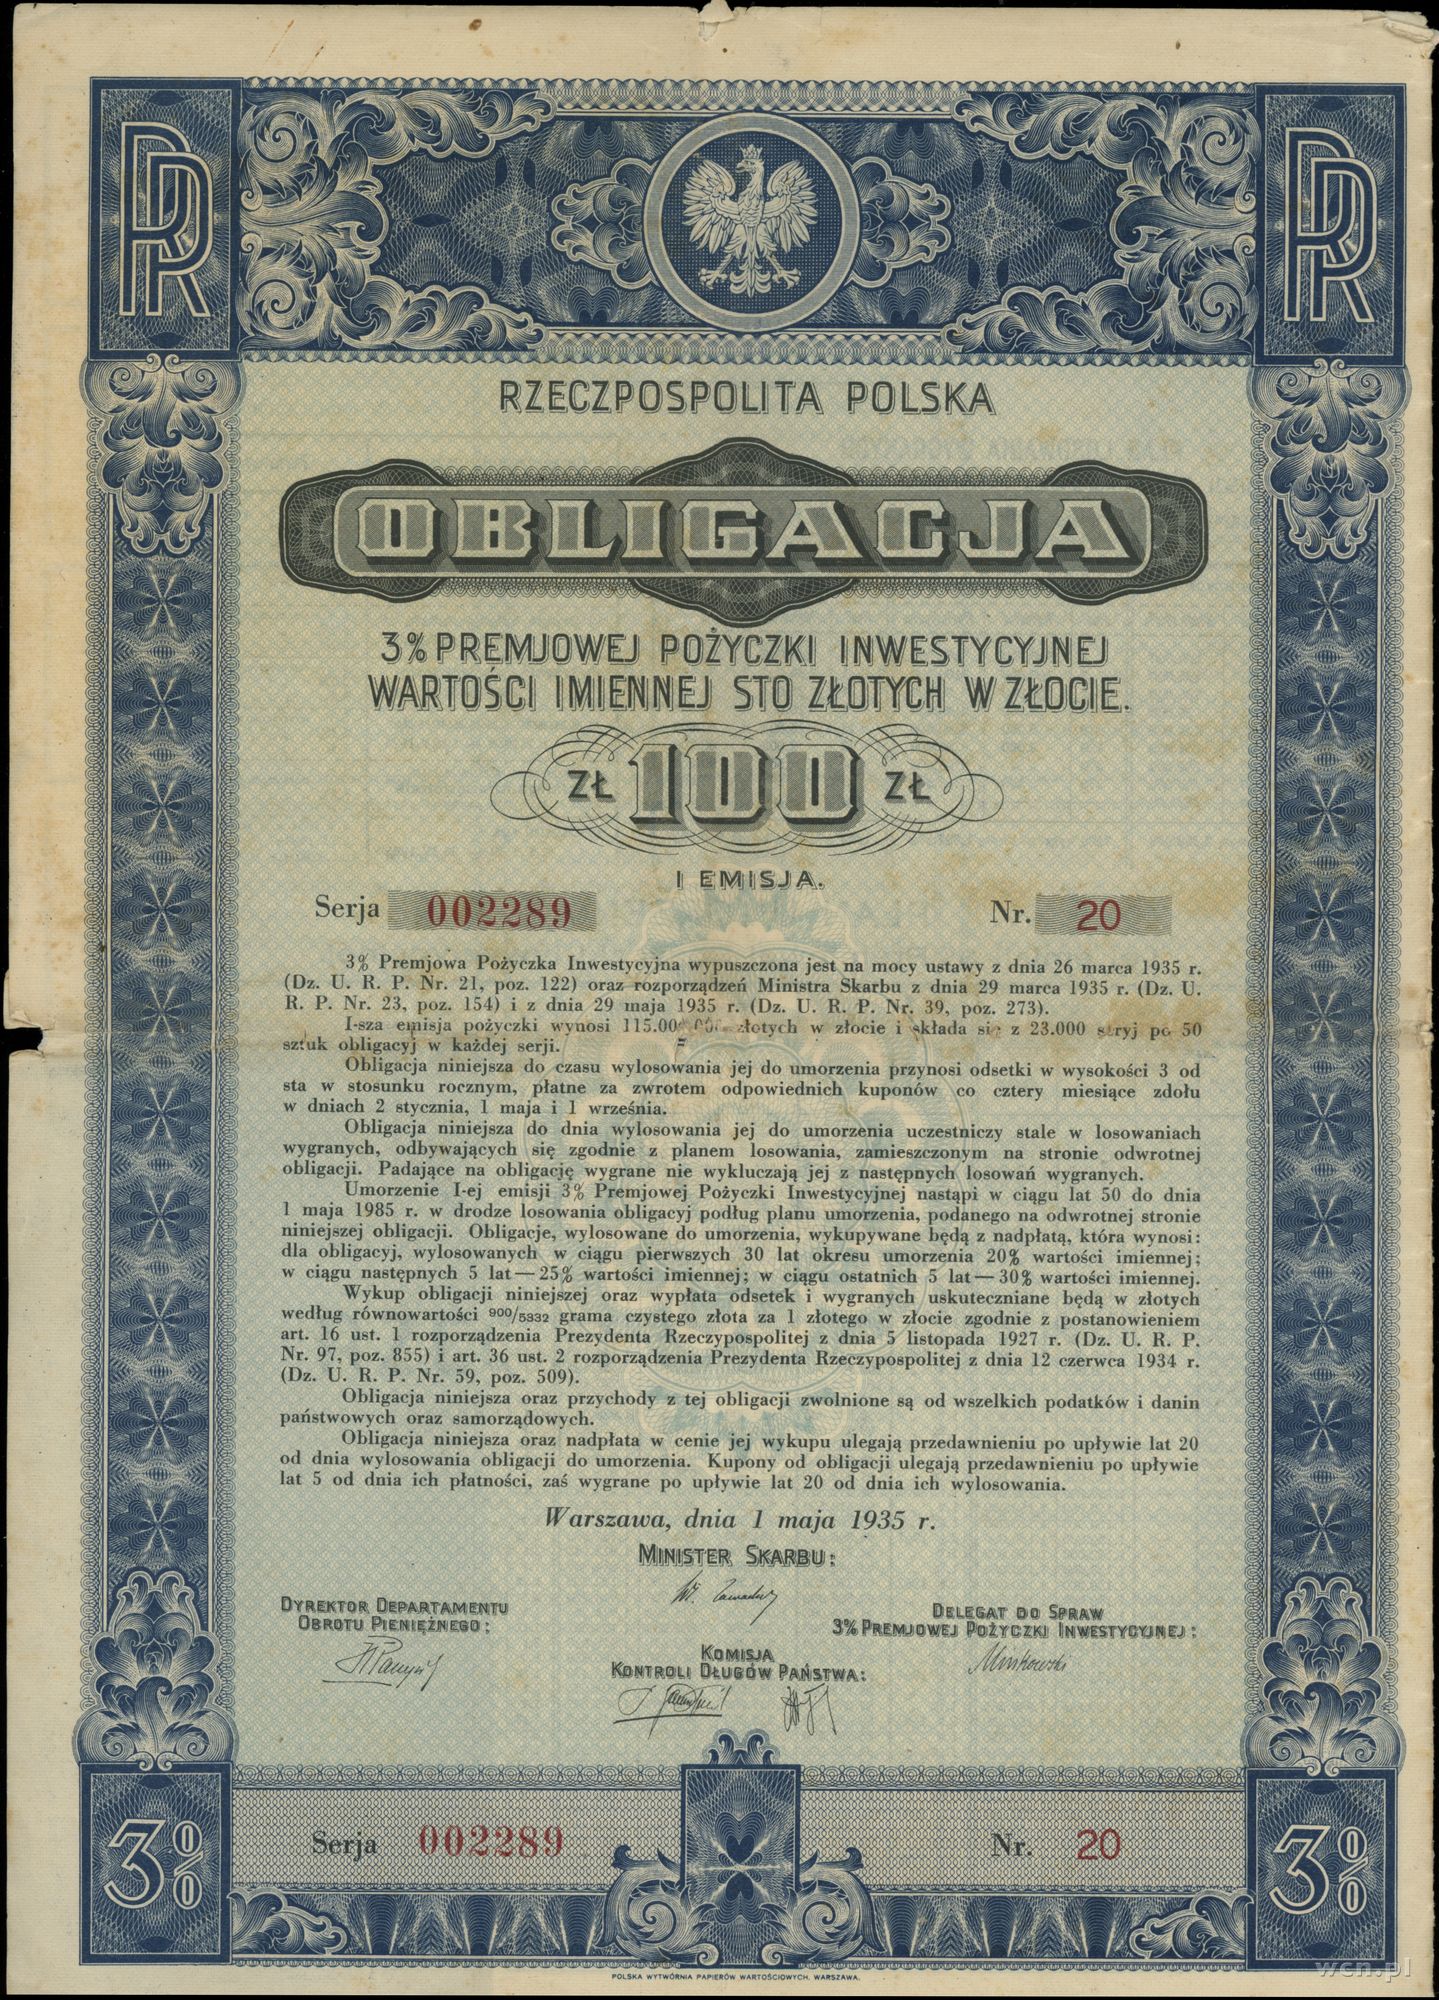 RP RP
RZECZPOSPOLITA POLSKA
OBLIGACJA
3% PREMJOWEJ POŻYCZKI INWESTYCYJNEJ
WARTOŚCI IMIENNEJ STO ZŁOTYCH W ZŁOCIE.
ZŁ 100 ZŁ
I EMISJA.
Serja 002289 Nr. 20
3% Premjowa Pożyczka Inwestycyjna wypuszczona jest na mocy ustawy z dnia 26 marca 1935 r.
(Dz. U. R. P. Nr. 21, poz. 122) oraz rozporządzeń Ministra Skarbu z dnia 29 marca 1935 r. (Dz. U.
R. P. Nr. 23, poz. 154) i z dnia 29 maja 1935 r. (Dz. U. R. P. Nr. 39, poz. 273).
I-sza emisja pożyczki wynosi 115.000.000 złotych w złocie i składa się z 23.000 seryj po 50
sztuk obligacyj w każdej serji.
Obligacja niniejsza do czasu wylosowania jej do umorzenia przynosi odsetki w wysokości 3 od
sta w stosunku rocznym, płatne za zwrotem odpowiednich kuponów co cztery miesiące zdołu
w dniach 2 stycznia, 1 maja i 1 września.
Obligacja niniejsza do dnia wylosowania jej do umorzenia uczestniczy stale w losowaniach
wygranych, odbywających się zgodnie z planem losowania, zamieszczonym na stronie odwrotnej
obligacji. Padające na obligację wygrane nie wykluczają jej z następnych losowań wygranych.
Umorzenie I-ej emisji 3% Premjowej Pożyczki Inwestycyjnej nastąpi w ciągu lat 50 do dnia
1 maja 1985 r. w drodze losowania obligacyj podług planu umorzenia, podanego na odwrotnej stronie
niniejszej obligacji. Obligacje, wylosowane do umorzenia, wykupywane będą z nadpłatą, która wynosi:
dla obligacyj, wylosowanych w ciągu pierwszych 30 lat okresu umorzenia 20% wartości imiennej;
w ciągu następnych 5 lat — 25% wartości imiennej; w ciągu ostatnich 5 lat — 30% wartości imiennej.
Wykup obligacji niniejszej oraz wypłata odsetek i wygranych uskuteczniane będą w złotych
według równowartości 900/5332 grama czystego złota za 1 złotego w złocie zgodnie z postanowieniem
art. 16 ust. 1 rozporządzenia Prezydenta Rzeczypospolitej z dnia 5 listopada 1927 r. (Dz. U. R. P.
Nr. 97, poz. 855) i art. 36 ust. 2 rozporządzenia Prezydenta Rzeczypospolitej z dnia 12 czerwca 1934 r.
(Dz. U. R. P. Nr. 59, poz. 509).
Obligacja niniejsza oraz przychody z tej obligacji zwolnione są od wszelkich podatków i danin
państwowych oraz samorządowych.
Obligacja niniejsza oraz nadpłata w cenie jej wykupu ulegają przedawnieniu po upływie lat 20
od dnia wylosowania obligacji do umorzenia. Kupony od obligacji ulegają przedawnieniu po upływie
lat 5 od dnia ich płatności, zaś wygrane po upływie lat 20 od dnia ich wylosowania.
Warszawa, dnia 1 maja 1935 r.
MINISTER SKARBU:
DYREKTOR DEPARTAMENTU
OBROTU PIENIĘŻNEGO:
DELEGAT DO SPRAW
3% PREMJOWEJ POŻYCZKI INWESTYCYJNEJ:
KOMISJA
KONTROLI DŁUGÓW PAŃSTWA:
Minkowski
Serja 002289 Nr. 20
3% 3%
POLSKA WYTWÓRNIA PAPIERÓW WARTOŚCIOWYCH. WARSZAWA.
wcn.pl